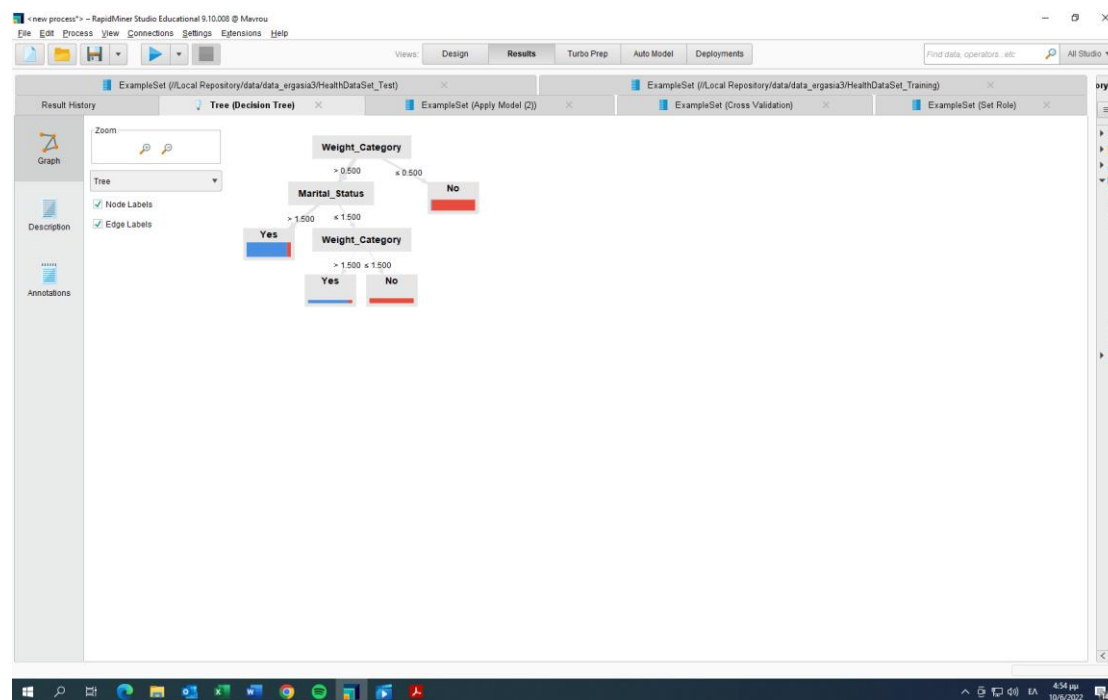 <new process*> – RapidMiner Studio Educational 9.10.008 @ Mavrou
File Edit Process View Connections Settings Extensions Help
Views: Design Results Turbo Prep Auto Model Deployments Find data, operators...etc All Studio
ExampleSet (//Local Repository/data/data_ergasia3/HealthDataSet_Test) ExampleSet (//Local Repository/data/data_ergasia3/HealthDataSet_Training)
Result History Tree (Decision Tree) ExampleSet (Apply Model (2)) ExampleSet (Cross Validation) ExampleSet (Set Role)
Graph
Description
Annotations
Zoom
Tree
Node Labels
Edge Labels
Weight_Category
> 0.500 ≤ 0.500
Marital_Status No
> 1.500 ≤ 1.500
Yes Weight_Category
> 1.500 ≤ 1.500
Yes No
ΕΛ 4:54 μμ
10/6/2022